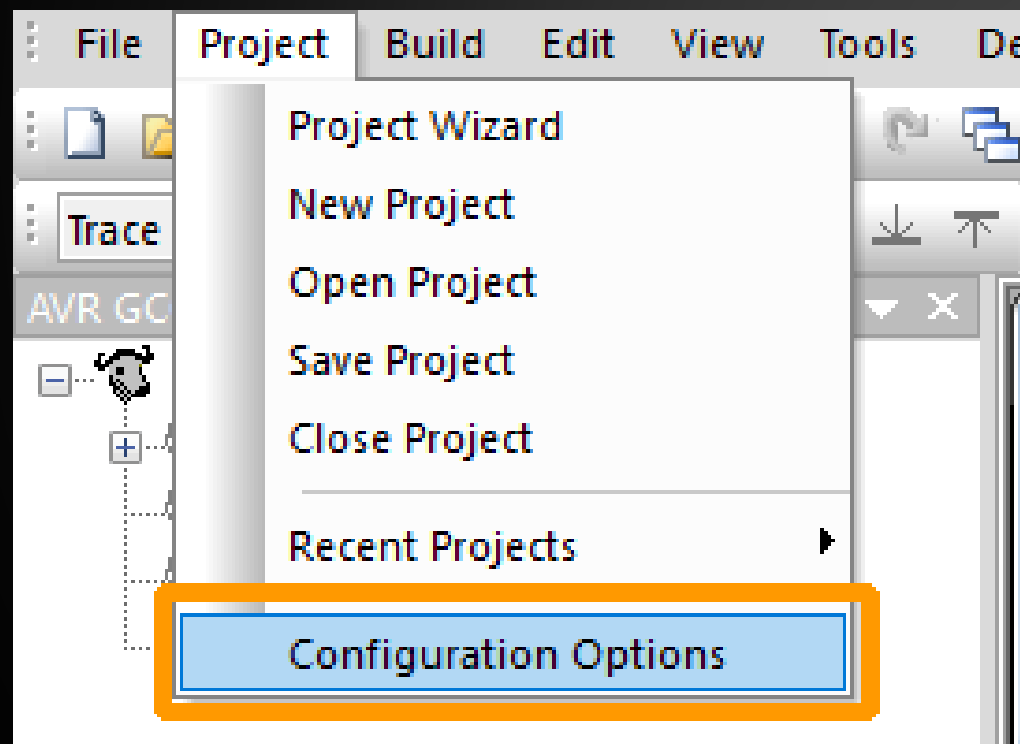 File Project Build Edit View Tools De
Project Wizard
New Project
Open Project
Trace
AVR GC
Save Project
Close Project
Recent Projects
Configuration Options